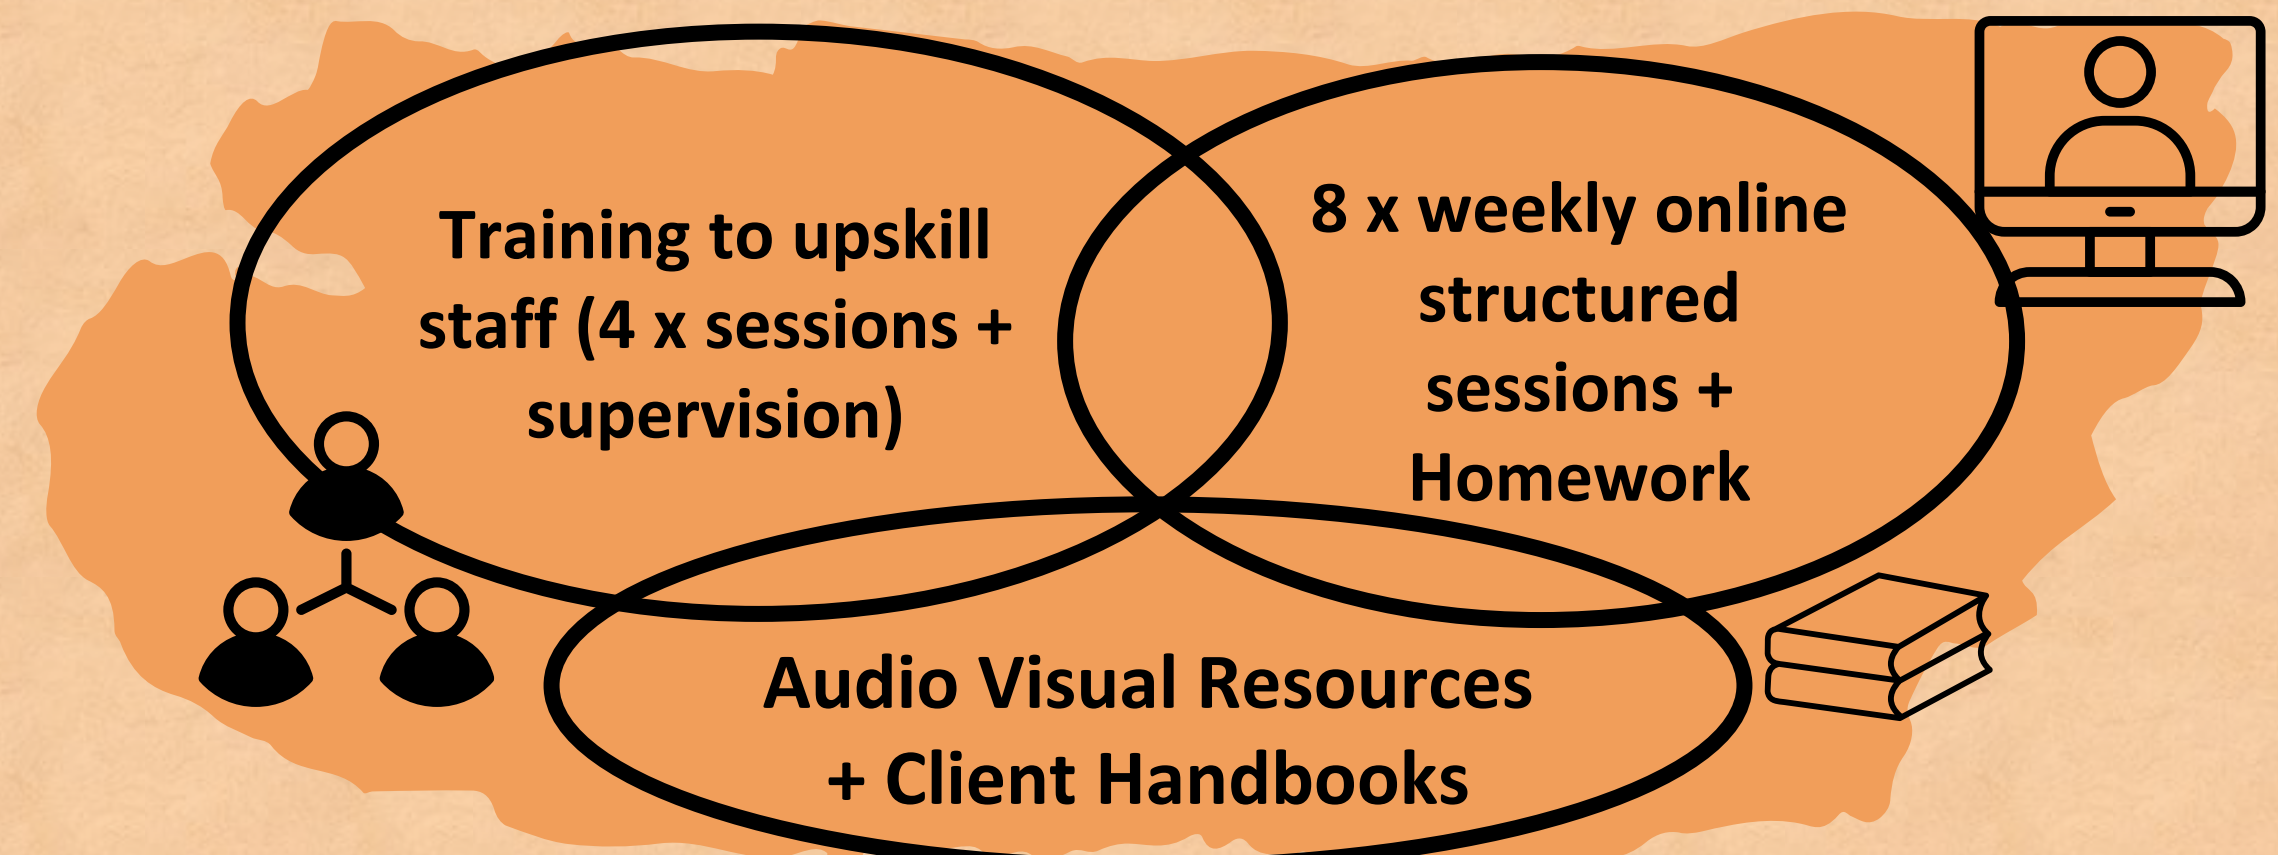 Training to upskill
staff (4 x sessions +
supervision)
8 x weekly online
structured
sessions +
Homework
Audio Visual Resources
+ Client Handbooks